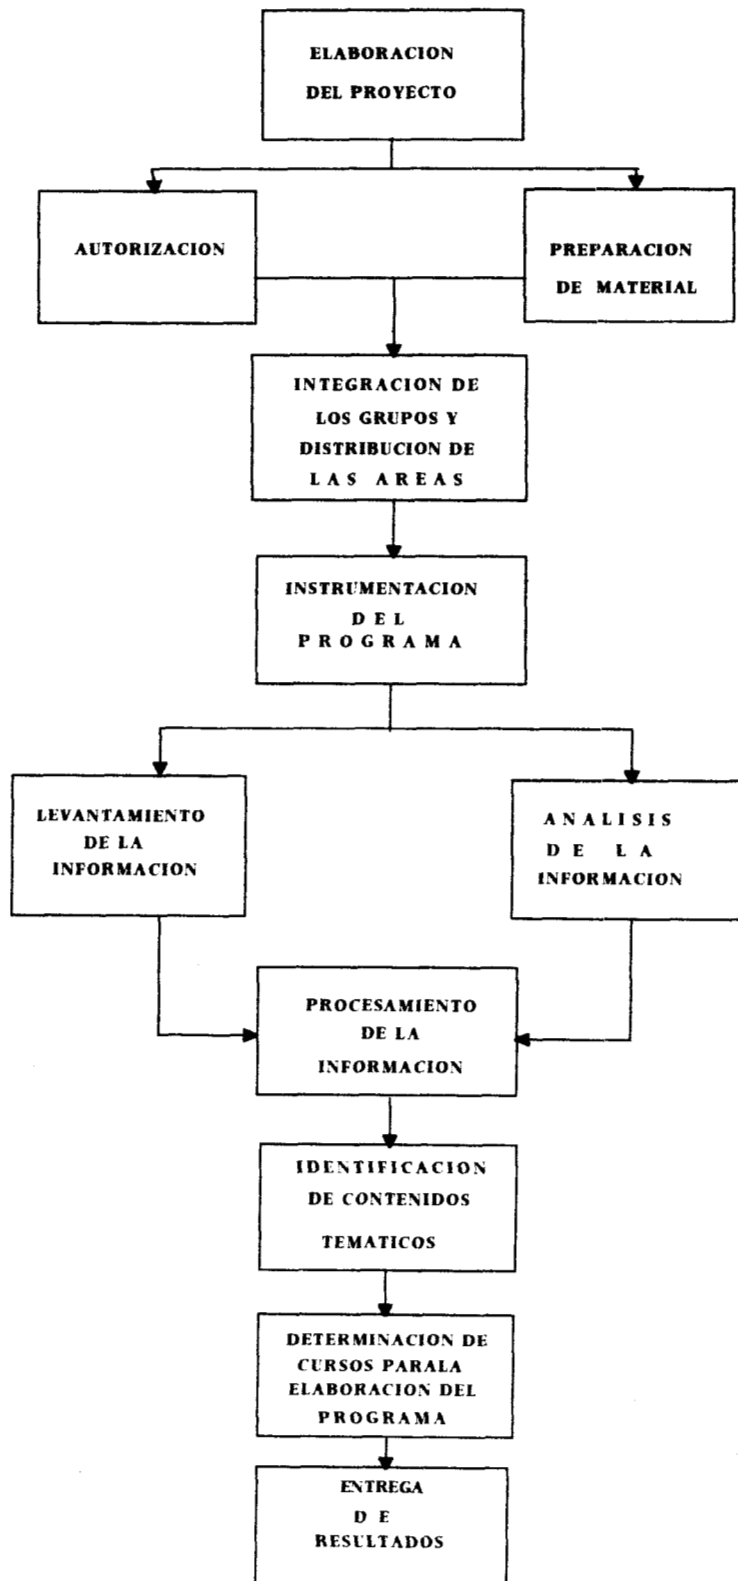 ELABORACION
DEL PROYECTO
AUTORIZACION
PREPARACION
DE MATERIAL
INTEGRACION DE
LOS GRUPOS Y
DISTRIBUCION DE
LAS AREAS
INSTRUMENTACION
DEL
PROGRAMA
LEVANTAMIENTO
DE LA
INFORMACION
ANALISIS
DE LA
INFORMACION
PROCESAMIENTO
DE LA
INFORMACION
IDENTIFICACION
DE CONTENIDOS
TEMATICOS
DETERMINACION DE
CURSOS PARALA
ELABORACION DEL
PROGRAMA
ENTREGA
DE
RESULTADOS